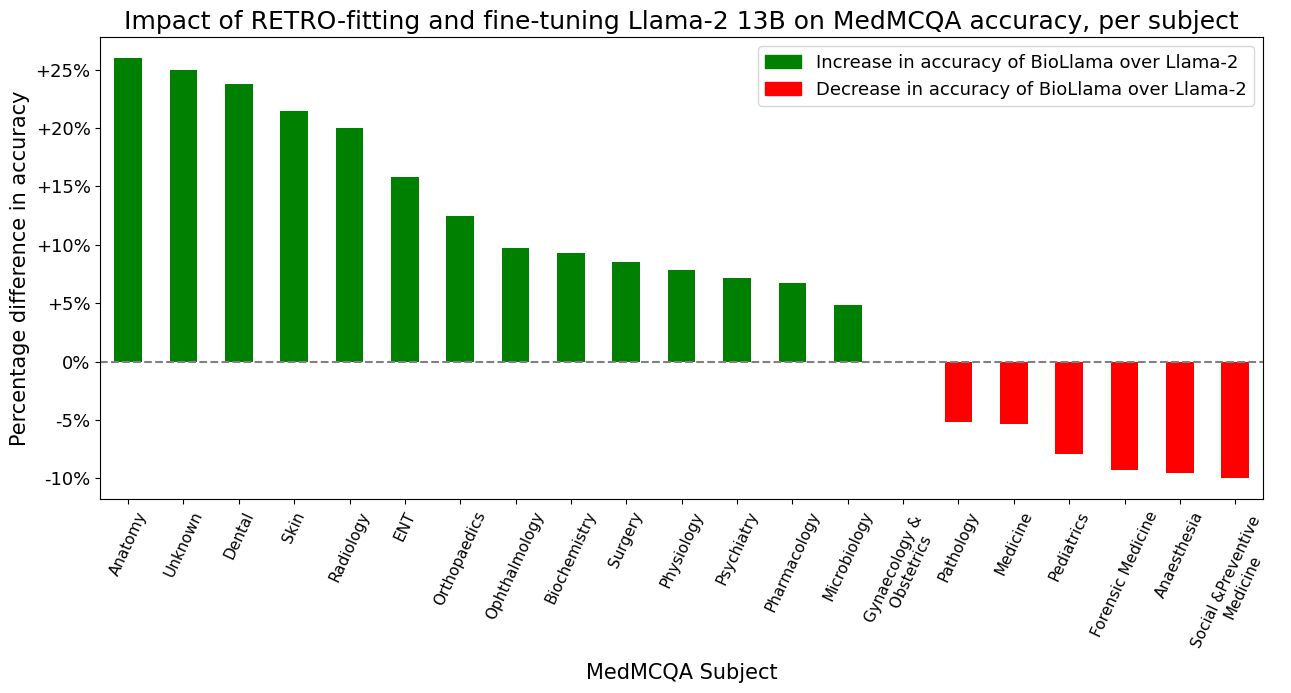 Impact of RETRO-fitting and fine-tuning Llama-2 13B on MedMCQA accuracy, per subject
Increase in accuracy of BioLlama over Llama-2
Decrease in accuracy of BioLlama over Llama-2
Percentage difference in accuracy
+25%
+20%
+15%
+10%
+5%
0%
-5%
-10%
Anatomy
Unknown
Dental
Skin
Radiology
ENT
Orthopaedics
Ophthalmology
Biochemistry
Surgery
Physiology
Psychiatry
Pharmacology
Microbiology
Gynaecology &
Obstetrics
Pathology
Medicine
Pediatrics
Forensic Medicine
Anaesthesia
Social &Preventive
Medicine
MedMCQA Subject